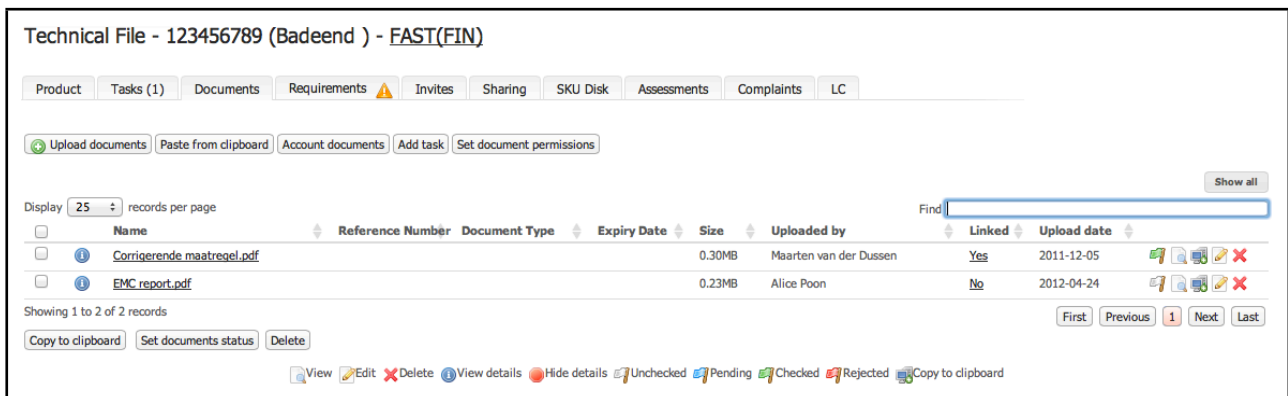 Technical File - 123456789 (Badeend ) - FAST(FIN)
Product Tasks (1) Documents Requirements Invites Sharing SKU Disk Assessments Complaints LC
Upload documents Paste from clipboard Account documents Add task Set document permissions
Show all
Display 25 records per page Find
Name Reference Number Document Type Expiry Date Size Uploaded by Linked Upload date
Corrigerende maatregel.pdf 0.30MB Maarten van der Dussen Yes 2011-12-05
EMC report.pdf 0.23MB Alice Poon No 2012-04-24
Showing 1 to 2 of 2 records First Previous 1 Next Last
Copy to clipboard Set documents status Delete
View Edit Delete View details Hide details Unchecked Pending Checked Rejected Copy to clipboard